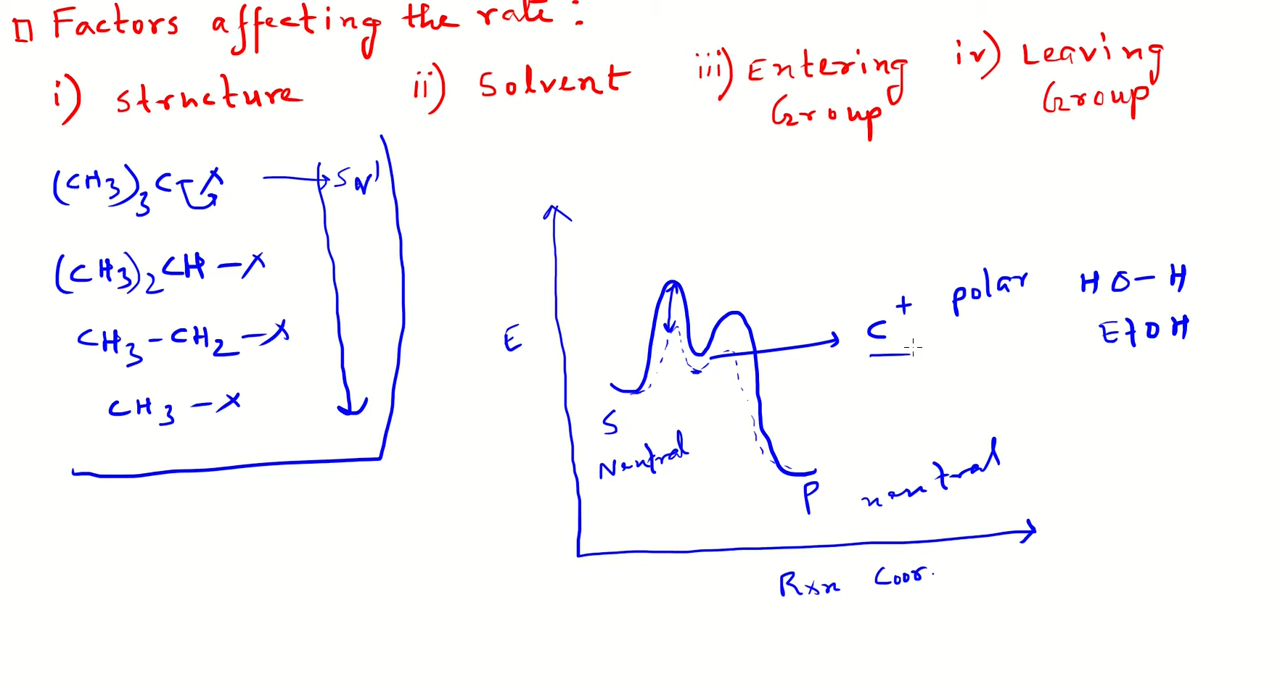 Factors affecting the rate:
i) Structure ii) Solvent iii) Entering Group iv) Leaving Group
(CH3)3C-X → SN1
(CH3)2CH-X
CH3-CH2-X
CH3-X
E
S
Neutral
C+
polar
HO-H
EtOH
P
neutral
Rxn Coor.